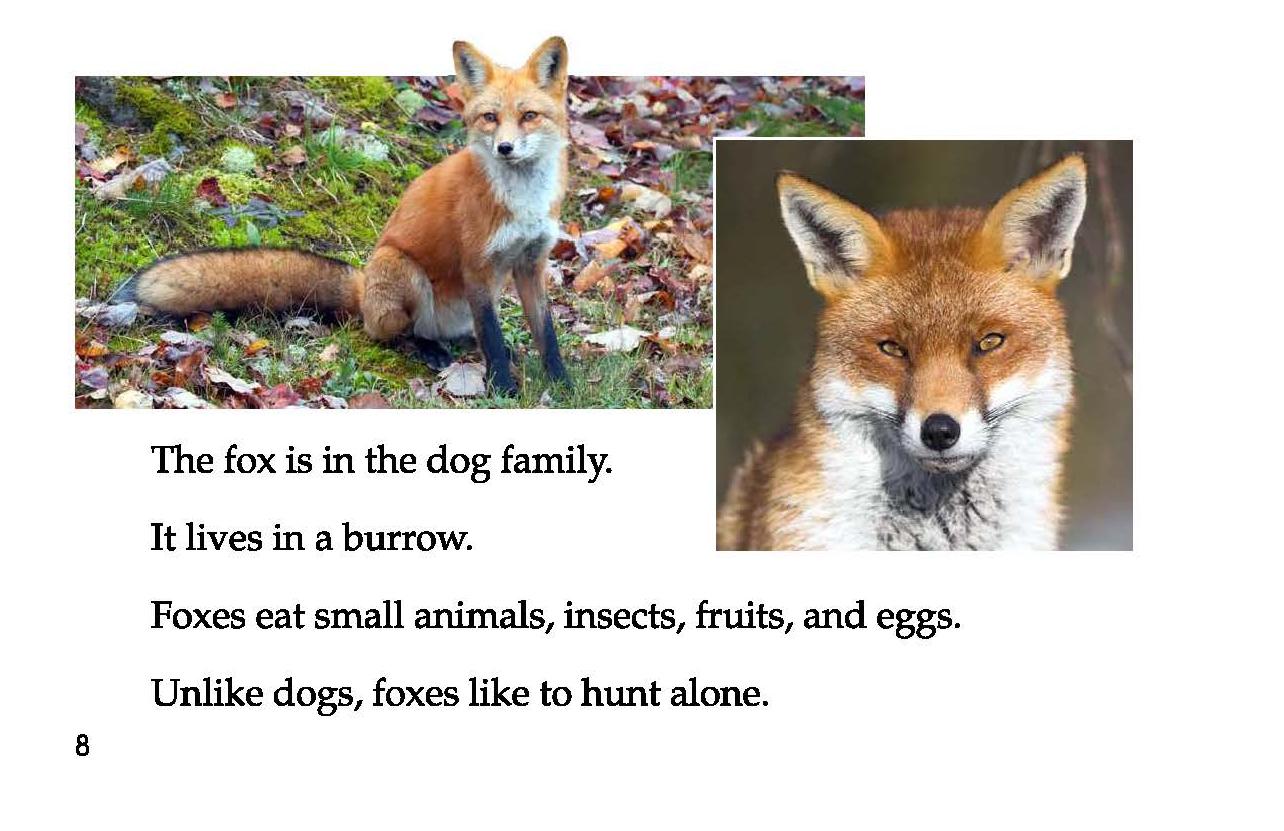 The fox is in the dog family.
It lives in a burrow.
Foxes eat small animals, insects, fruits, and eggs.
Unlike dogs, foxes like to hunt alone.
8